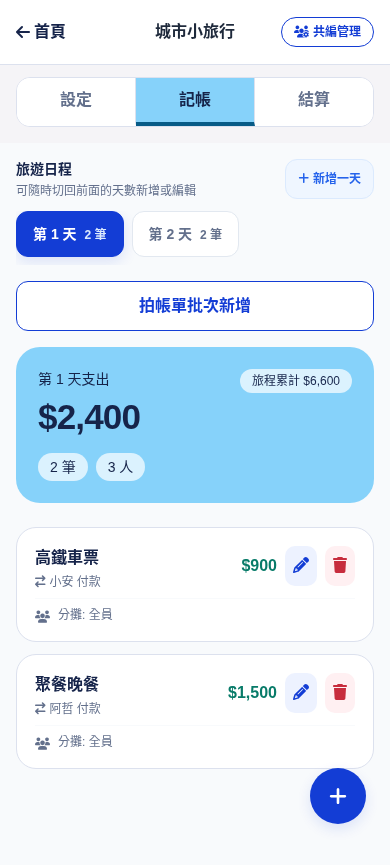 首頁
城市小旅行
共編管理
設定
記帳
結算
旅遊日程
可隨時切回前面的天數新增或編輯
新增一天
第 1 天 2 筆
第 2 天 2 筆
拍帳單批次新增
第 1 天支出
旅程累計 $6,600
$2,400
2 筆
3 人
高鐵車票
$900
小安 付款
分攤: 全員
聚餐晚餐
$1,500
阿哲 付款
分攤: 全員